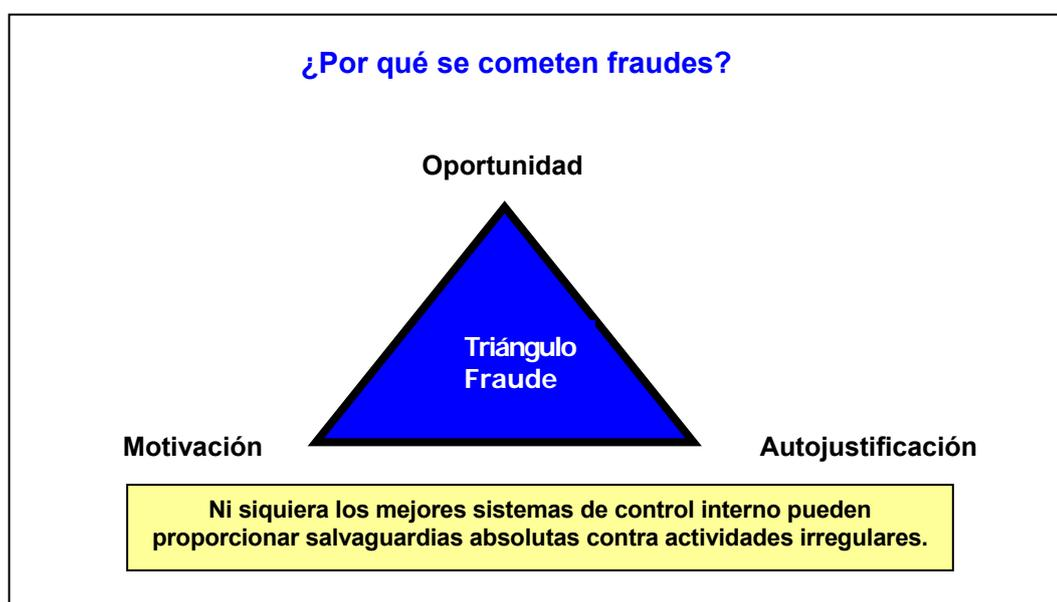 ¿Por qué se cometen fraudes?
Oportunidad
Triángulo
Fraude
Motivación
Autojustificación
Ni siquiera los mejores sistemas de control interno pueden
proporcionar salvaguardias absolutas contra actividades irregulares.